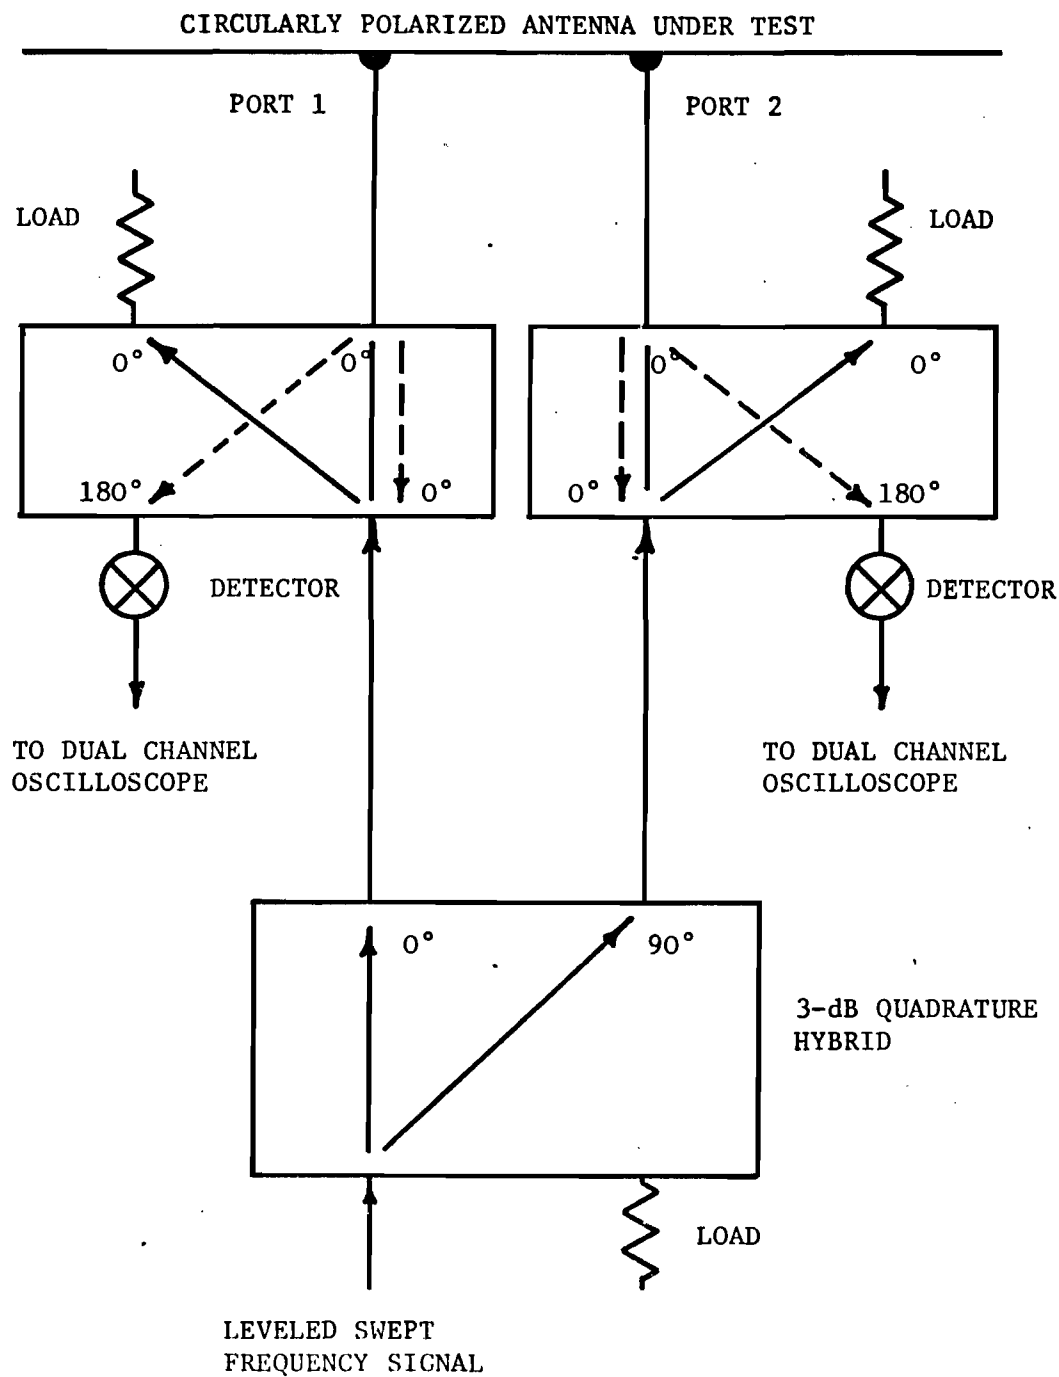 CIRCULARLY POLARIZED ANTENNA UNDER TEST
PORT 1
PORT 2
LOAD
LOAD
0°
0°
0°
0°
180°
0°
0°
180°
DETECTOR
DETECTOR
TO DUAL CHANNEL
OSCILLOSCOPE
TO DUAL CHANNEL
OSCILLOSCOPE
0°
90°
3-dB QUADRATURE
HYBRID
LOAD
LEVELED SWEPT
FREQUENCY SIGNAL